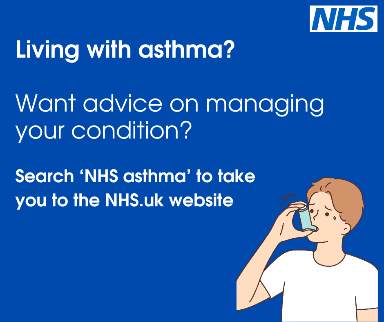 NHS
Living with asthma?
Want advice on managing
your condition?
Search ‘NHS asthma’ to take
you to the NHS.uk website